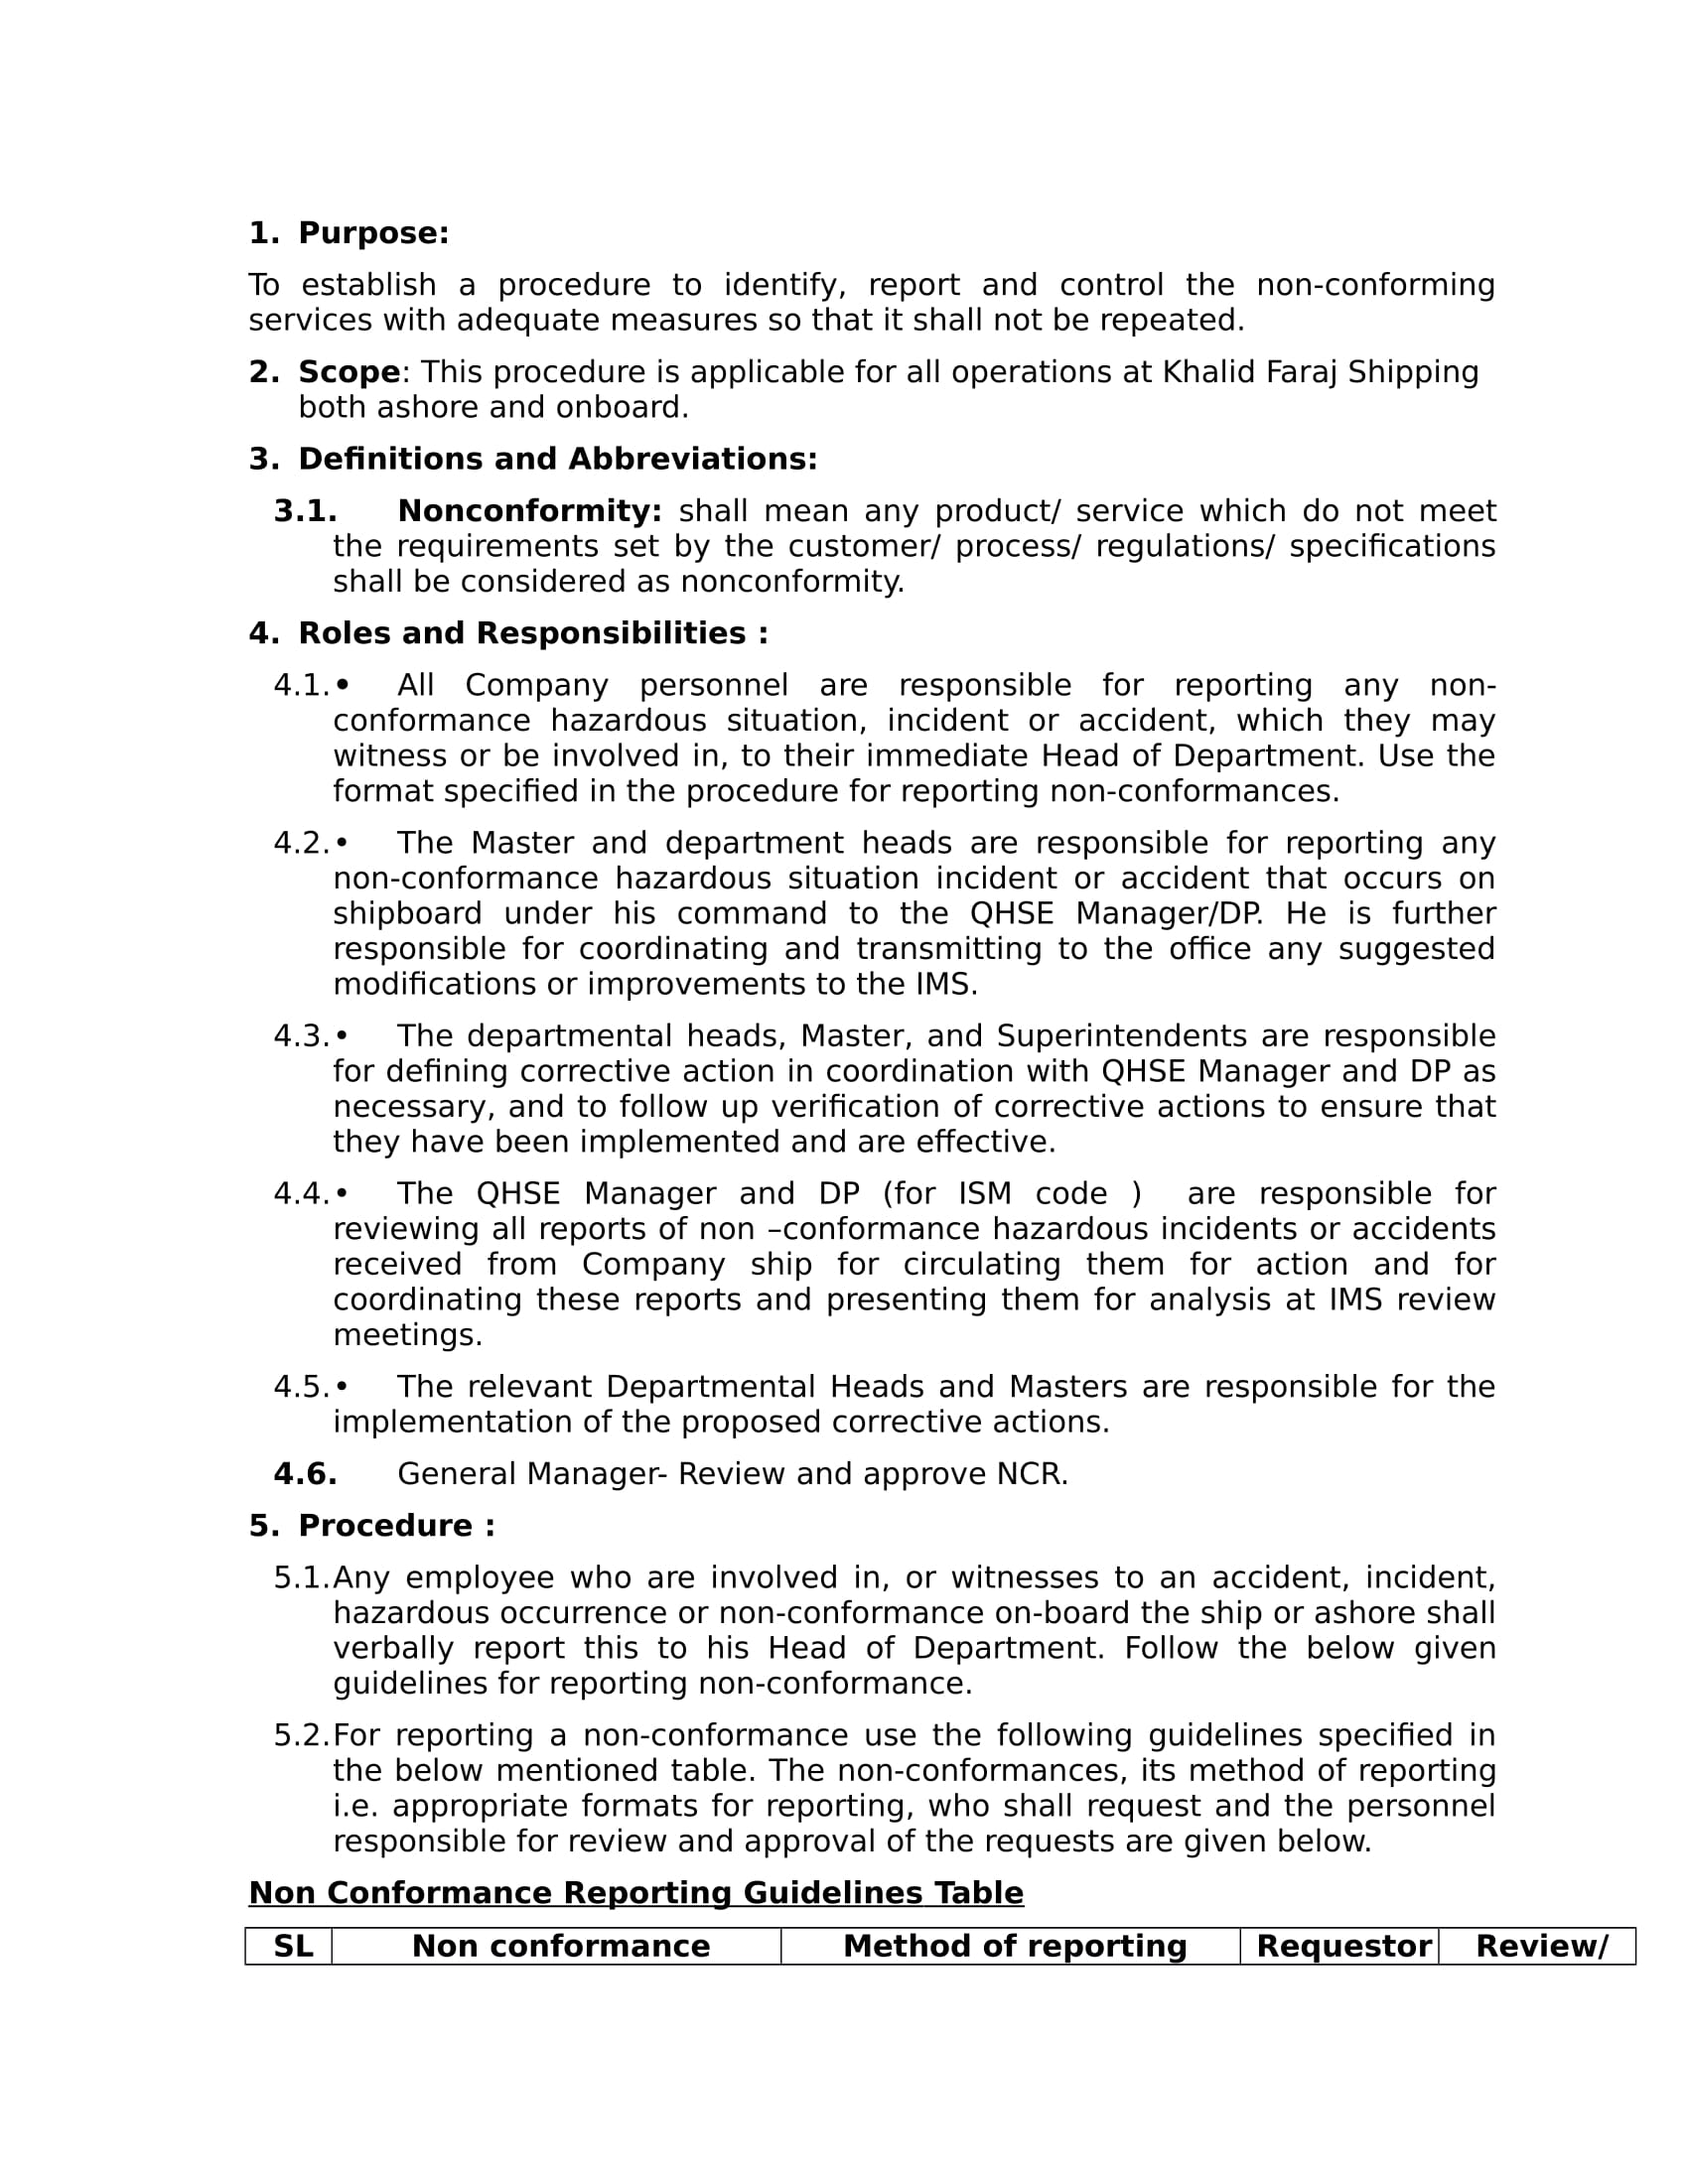 1. Purpose:
To establish a procedure to identify, report and control the non-conforming
services with adequate measures so that it shall not be repeated.
2. Scope: This procedure is applicable for all operations at Khalid Faraj Shipping
both ashore and onboard.
3. Definitions and Abbreviations:
3.1. Nonconformity: shall mean any product/ service which do not meet
the requirements set by the customer/ process/ regulations/ specifications
shall be considered as nonconformity.
4. Roles and Responsibilities :
4.1.• All Company personnel are responsible for reporting any non-
conformance hazardous situation, incident or accident, which they may
witness or be involved in, to their immediate Head of Department. Use the
format specified in the procedure for reporting non-conformances.
4.2.• The Master and department heads are responsible for reporting any
non-conformance hazardous situation incident or accident that occurs on
shipboard under his command to the QHSE Manager/DP. He is further
responsible for coordinating and transmitting to the office any suggested
modifications or improvements to the IMS.
4.3.• The departmental heads, Master, and Superintendents are responsible
for defining corrective action in coordination with QHSE Manager and DP as
necessary, and to follow up verification of corrective actions to ensure that
they have been implemented and are effective.
4.4.• The QHSE Manager and DP (for ISM code ) are responsible for
reviewing all reports of non –conformance hazardous incidents or accidents
received from Company ship for circulating them for action and for
coordinating these reports and presenting them for analysis at IMS review
meetings.
4.5.• The relevant Departmental Heads and Masters are responsible for the
implementation of the proposed corrective actions.
4.6. General Manager- Review and approve NCR.
5. Procedure :
5.1.Any employee who are involved in, or witnesses to an accident, incident,
hazardous occurrence or non-conformance on-board the ship or ashore shall
verbally report this to his Head of Department. Follow the below given
guidelines for reporting non-conformance.
5.2.For reporting a non-conformance use the following guidelines specified in
the below mentioned table. The non-conformances, its method of reporting
i.e. appropriate formats for reporting, who shall request and the personnel
responsible for review and approval of the requests are given below.
Non Conformance Reporting Guidelines Table
SL Non conformance Method of reporting Requestor Review/